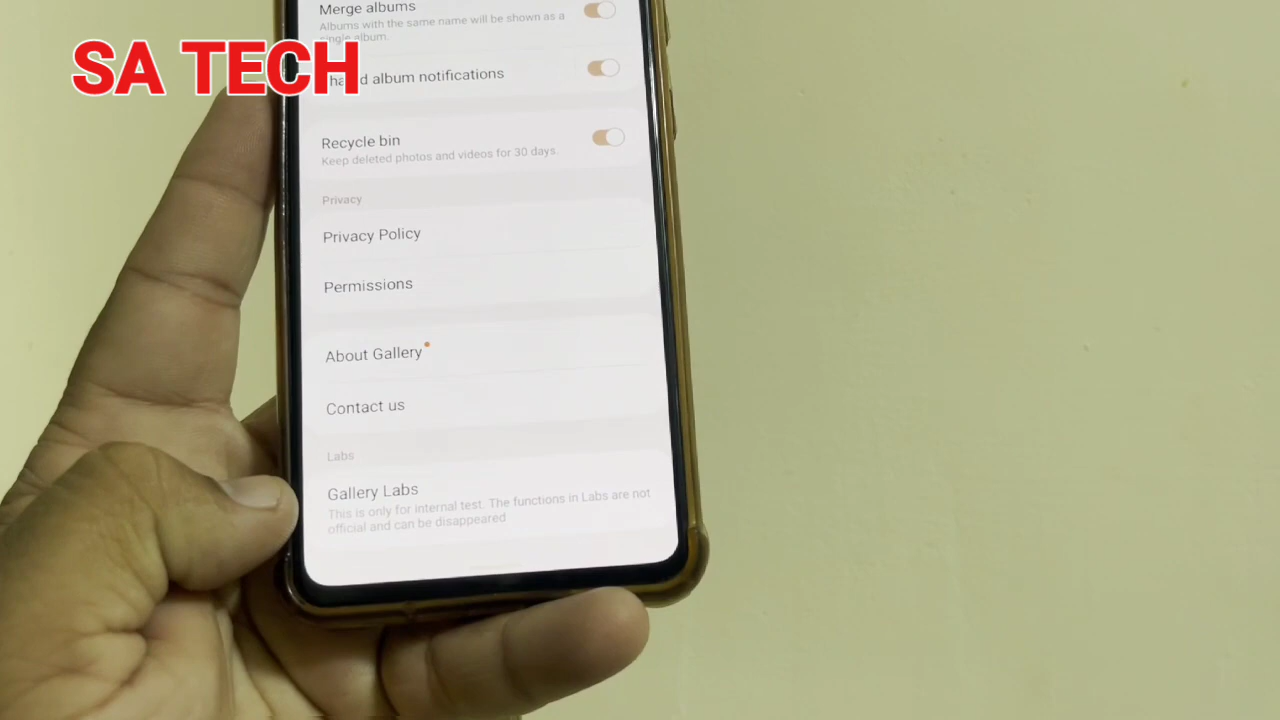 Merge albums
Albums with the same name will be shown as a
single album.
SA TECH
album notifications
Recycle bin
Keep deleted photos and videos for 30 days.
Privacy
Privacy Policy
Permissions
About Gallery
Contact us
Labs
Gallery Labs
This is only for internal test. The functions in Labs are not
official and can be disappeared